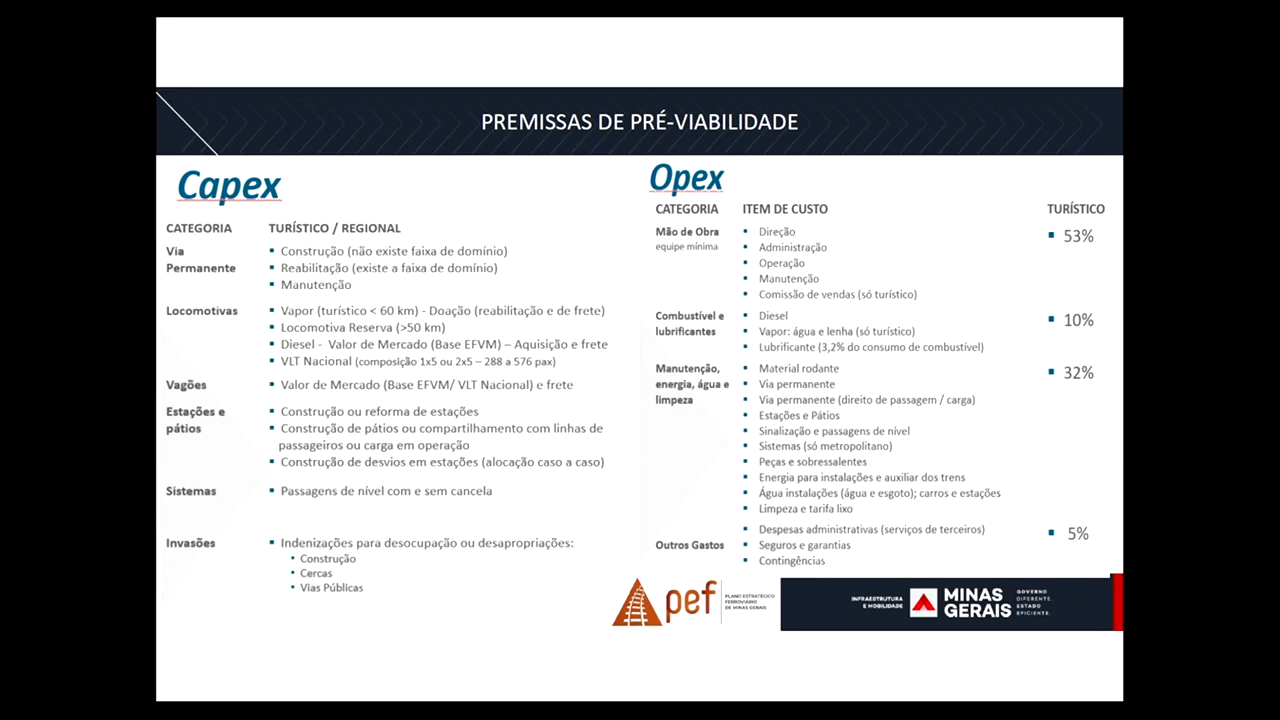 PREMISSAS DE PRÉ-VIABILIDADE
Capex
CATEGORIA TURÍSTICO / REGIONAL
Via Permanente
▪ Construção (não existe faixa de domínio)
▪ Reabilitação (existe a faixa de domínio)
▪ Manutenção
Locomotivas
▪ Vapor (turístico < 60 km) - Doação (reabilitação e de frete)
▪ Locomotiva Reserva (>50 km)
▪ Diesel - Valor de Mercado (Base EFVM) – Aquisição e frete
▪ VLT Nacional (composição 1x5 ou 2x5 – 288 a 576 pax)
Vagões
▪ Valor de Mercado (Base EFVM/ VLT Nacional) e frete
Estações e pátios
▪ Construção ou reforma de estações
▪ Construção de pátios ou compartilhamento com linhas de
passageiros ou carga em operação
▪ Construção de desvios em estações (alocação caso a caso)
Sistemas
▪ Passagens de nível com e sem cancela
Invasões
▪ Indenizações para desocupação ou desapropriações:
• Construção
• Cercas
• Vias Públicas
Opex
CATEGORIA ITEM DE CUSTO TURÍSTICO
Mão de Obra
equipe mínima
▪ Direção
▪ Administração
▪ Operação
▪ Manutenção
▪ Comissão de vendas (só turístico)
▪ 53%
Combustível e
lubrificantes
▪ Diesel
▪ Vapor: água e lenha (só turístico)
▪ Lubrificante (3,2% do consumo de combustível)
▪ 10%
Manutenção,
energia, água e
limpeza
▪ Material rodante
▪ Via permanente
▪ Via permanente (direito de passagem / carga)
▪ Estações e Pátios
▪ Sinalização e passagens de nível
▪ Sistemas (só metropolitano)
▪ Peças e sobressalentes
▪ Energia para instalações e auxiliar dos trens
▪ Água instalações (água e esgoto); carros e estações
▪ Limpeza e tarifa lixo
▪ 32%
Outros Gastos
▪ Despesas administrativas (serviços de terceiros)
▪ Seguros e garantias
▪ Contingências
▪ 5%
pef
PLANO ESTRATÉGICO
FERROVIÁRIO
DE MINAS GERAIS
INFRAESTRUTURA
E MOBILIDADE
MINAS
GERAIS
GOVERNO
DIFERENTE.
ESTADO
EFICIENTE.